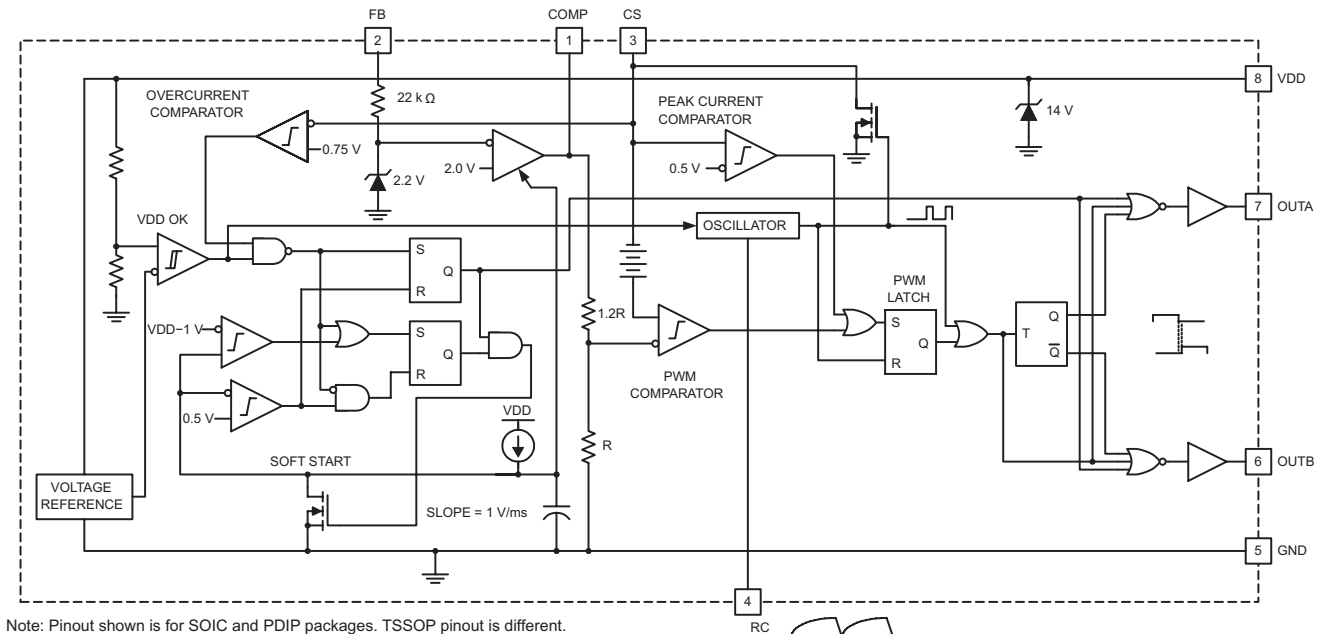 FB
COMP
CS
2
1
3
8
VDD
OVERCURRENT
COMPARATOR
22 k Ω
PEAK CURRENT
COMPARATOR
14 V
0.75 V
2.0 V
0.5 V
2.2 V
VDD OK
OSCILLATOR
7
OUTA
S
Q
R
PWM
LATCH
1.2R
S
Q
R
Q
T
Q
VDD−1 V
S
Q
R
PWM
COMPARATOR
0.5 V
VDD
R
SOFT START
6
OUTB
VOLTAGE
REFERENCE
SLOPE = 1 V/ms
5
GND
4
RC
Note: Pinout shown is for SOIC and PDIP packages. TSSOP pinout is different.